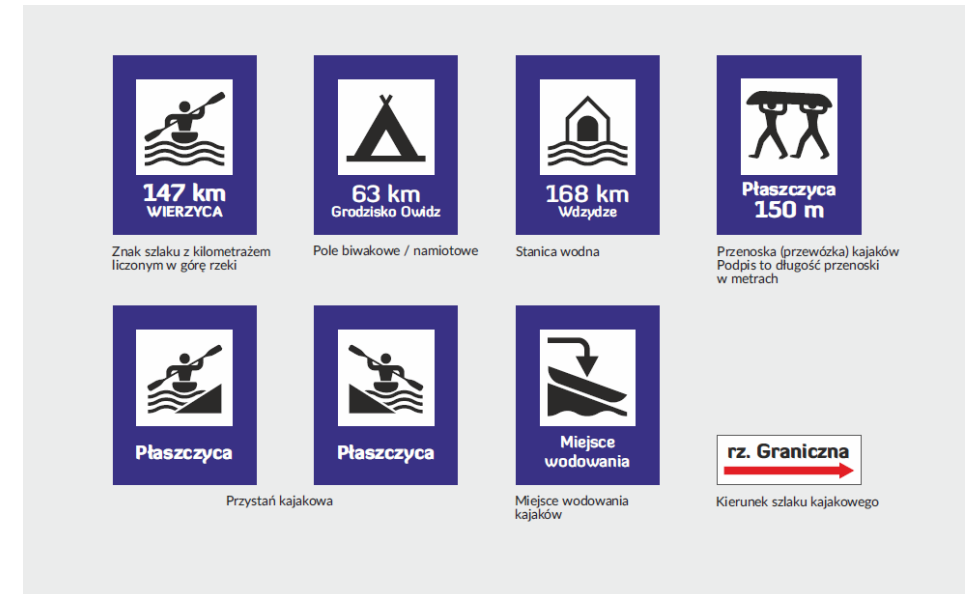 147 km
WIERZYCA
Znak szlaku z kilometrażem
liczonym w górę rzeki
63 km
Grodzisko Owidz
Pole biwakowe / namiotowe
168 km
Wdzydze
Stanica wodna
Płaszczyca
150 m
Przenoska (przewózka) kajaków
Podpis to długość przenoski
w metrach
Płaszczyca
Płaszczyca
Przystań kajakowa
Miejsce
wodowania
Miejsce wodowania
kajaków
rz. Graniczna
Kierunek szlaku kajakowego